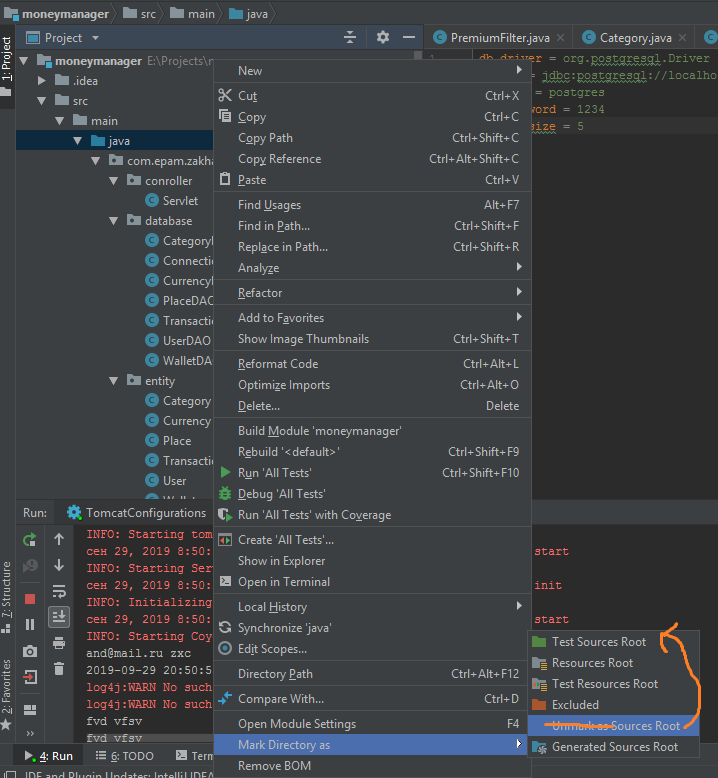 moneymanager src main java
Project
PremiumFilter.java
Category.java
1: Project
moneymanager E:\Projects\
.idea
src
main
java
com.epam.zakha
conroller
Servlet
database
Category
Connectio
Currency
PlaceDAO
Transactio
UserDAO
WalletDA
entity
Category
Currency
Place
Transactio
User
1
db.driver = org.postgresql.Driver
= jdbc:postgresql://localho
= postgres
word = 1234
size = 5
New
Cut Ctrl+X
Copy Ctrl+C
Copy Path Ctrl+Shift+C
Copy Reference Ctrl+Alt+Shift+C
Paste Ctrl+V
Find Usages Alt+F7
Find in Path... Ctrl+Shift+F
Replace in Path... Ctrl+Shift+R
Analyze
Refactor
Add to Favorites
Show Image Thumbnails Ctrl+Shift+T
Reformat Code Ctrl+Alt+L
Optimize Imports Ctrl+Alt+O
Delete... Delete
Build Module 'moneymanager'
Rebuild '<default>' Ctrl+Shift+F9
Run 'All Tests' Ctrl+Shift+F10
Debug 'All Tests'
Run 'All Tests' with Coverage
Create 'All Tests'...
Show in Explorer
Open in Terminal
Local History
Synchronize 'java'
Edit Scopes...
Directory Path Ctrl+Alt+F12
Compare With... Ctrl+D
Open Module Settings F4
Mark Directory as
Remove BOM
Test Sources Root
Resources Root
Test Resources Root
Excluded
Unmark as Sources Root
Generated Sources Root
Run: TomcatConfigurations
INFO: Starting tom
start
сен 29, 2019 8:50:
INFO: Starting Ser
сен 29, 2019 8:50:
init
INFO: Initializing
сен 29, 2019 8:50:
start
INFO: Starting Coy
and@mail.ru zxc
2019-09-29 20:50:5
log4j:WARN No such
log4j:WARN No such
fvd vfsv
fvd vfsv
7: Structure
2: Favorites
4: Run
6: TODO
Term
IDE and Plugin Updates: IntelliJ IDEA